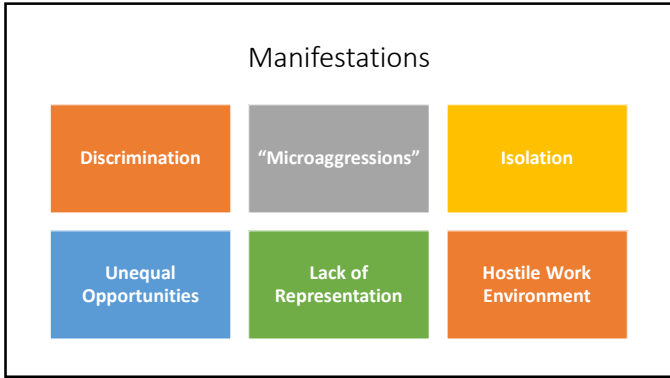 Manifestations
Discrimination
“Microaggressions”
Isolation
Unequal
Opportunities
Lack of
Representation
Hostile Work
Environment